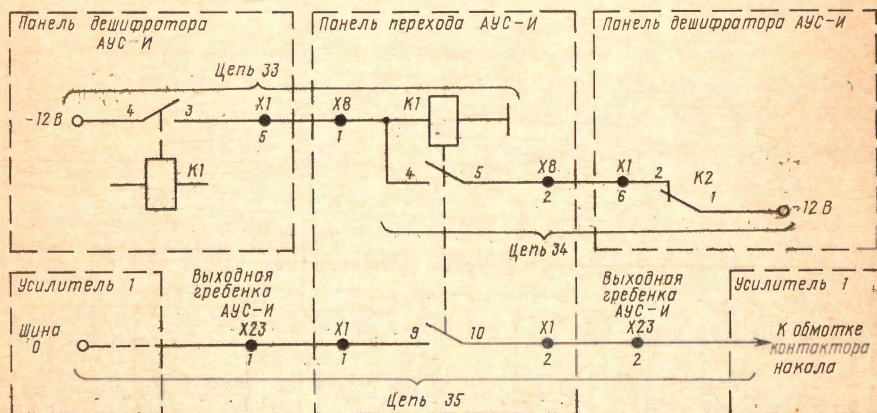 Панель дешифратора
АУС-И
Панель перехода АУС-И
Панель дешифратора АУС-И
Цепь 33
-12 В
4
3
X1
5
X8
1
K1
K1
4
5
X8
2
X1
6
2
K2
1
-12 В
Цепь 34
Усилитель 1
Выходная
гребенка
АУС-И
X23
1
Шина
0
X1
1
9
10
X1
2
Выходная
гребенка
АУС-И
X23
2
Усилитель 1
К обмотке
контактора
накала
Цепь 35